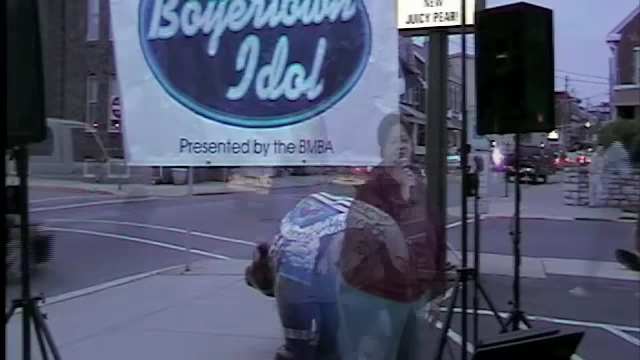 Boyertown
Idol
Presented by the BMBA
NEW
JUICY PEAR!